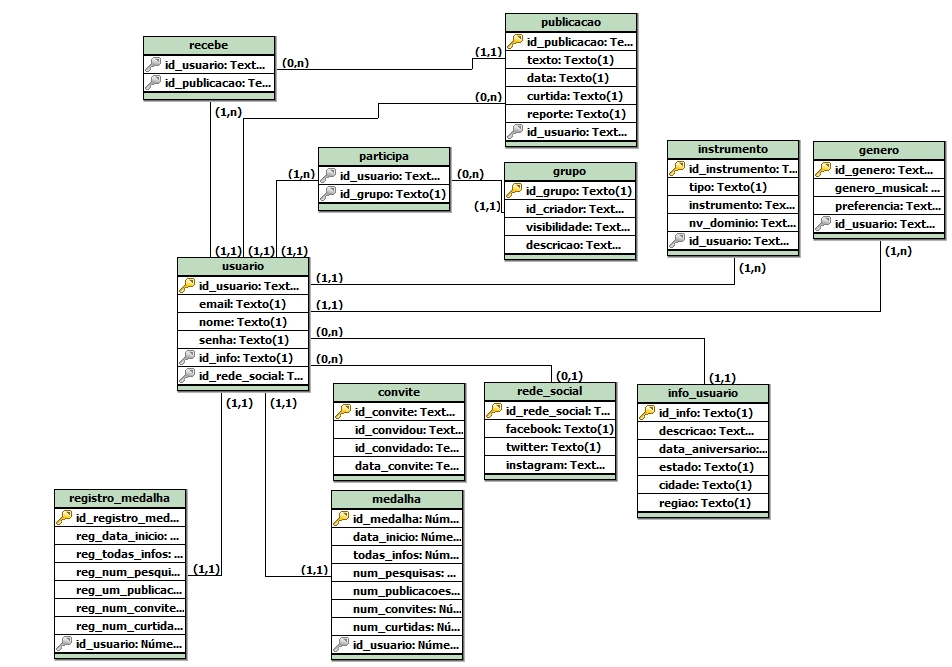 recebe
id_usuario: Text...
id_publicacao: Te...
(0,n)
(1,n)
publicacao
id_publicacao: Te...
texto: Texto(1)
data: Texto(1)
curtida: Texto(1)
reporte: Texto(1)
id_usuario: Text...
(1,1)
(0,n)
participa
id_usuario: Text...
id_grupo: Texto(1)
(1,n)
(0,n)
grupo
id_grupo: Texto(1)
id_criador: Text...
visibilidade: Text...
descricao: Text...
(1,1)
instrumento
id_instrumento: T...
tipo: Texto(1)
instrumento: Text...
nv_dominio: Text...
id_usuario: Text...
(1,n)
genero
id_genero: Text...
genero_musical: ...
preferencia: Text...
id_usuario: Text...
(1,n)
(1,1) (1,1) (1,1)
usuario
id_usuario: Text...
email: Texto(1)
nome: Texto(1)
senha: Texto(1)
id_info: Texto(1)
id_rede_social: T...
(1,1)
(1,1)
(0,n)
(0,n)
(1,1) (1,1)
convite
id_convite: Text...
id_convidou: Text...
id_convidado: Te...
data_convite: Te...
(0,1)
rede_social
id_rede_social: T...
facebook: Texto(1)
twitter: Texto(1)
instagram: Text...
(1,1)
info_usuario
id_info: Texto(1)
descricao: Text...
data_aniversario:...
estado: Texto(1)
cidade: Texto(1)
regiao: Texto(1)
registro_medalha
id_registro_med...
reg_data_inicio: ...
reg_todas_infos: ...
reg_num_pesqui...
reg_um_publicac...
reg_num_convite...
reg_num_curtida...
id_usuario: Núme...
(1,1)
(1,1)
medalha
id_medalha: Núm...
data_inicio: Núme...
todas_infos: Núm...
num_pesquisas: ...
num_publicacoes...
num_convites: Nú...
num_curtidas: Nú...
id_usuario: Núme...